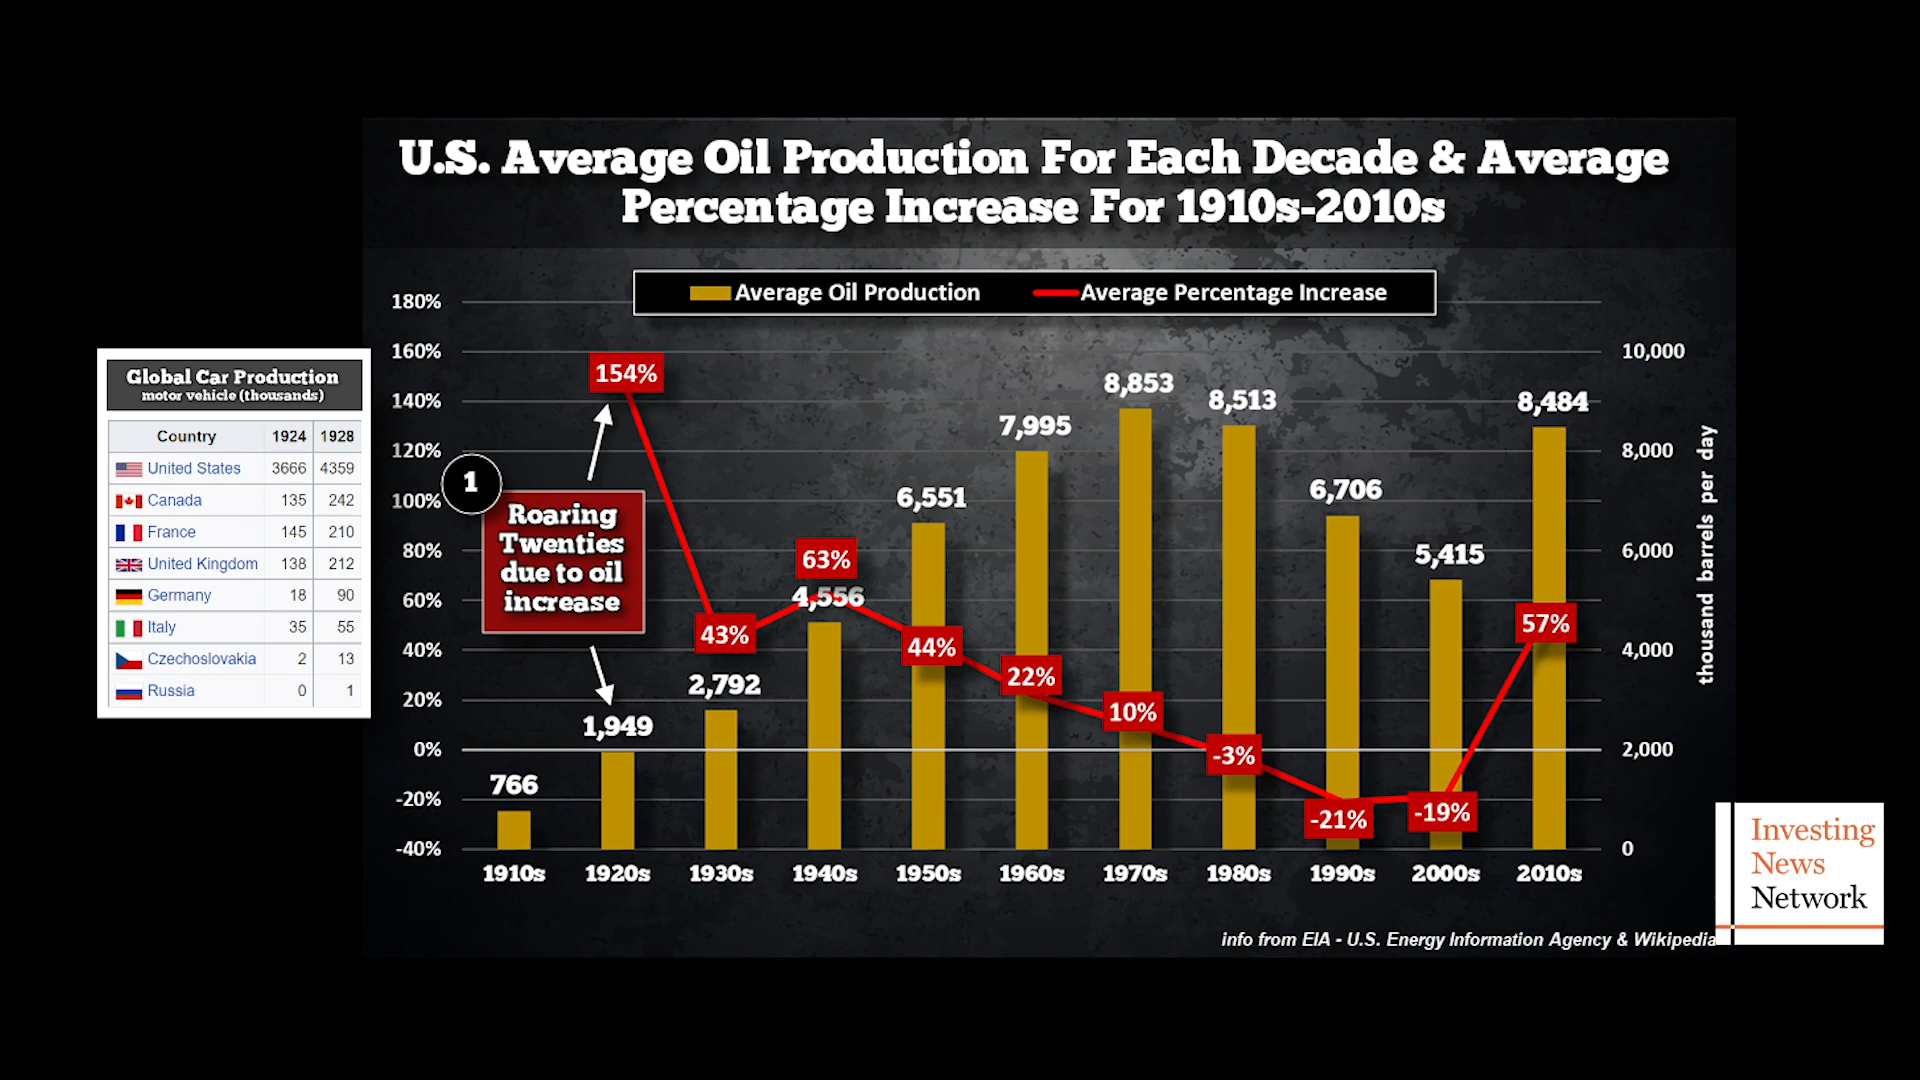 U.S. Average Oil Production For Each Decade & Average
Percentage Increase For 1910s-2010s
Average Oil Production Average Percentage Increase
180%
160%
140%
120%
100%
80%
60%
40%
20%
0%
-20%
-40%
10,000
8,000
6,000
4,000
2,000
0
thousand barrels per day
154%
43%
63%
44%
22%
10%
-3%
-21%
-19%
57%
766
1,949
2,792
4,556
6,551
7,995
8,853
8,513
6,706
5,415
8,484
1
Roaring
Twenties
due to oil
increase
1910s 1920s 1930s 1940s 1950s 1960s 1970s 1980s 1990s 2000s 2010s
Global Car Production
motor vehicle (thousands)
Country 1924 1928
United States 3666 4359
Canada 135 242
France 145 210
United Kingdom 138 212
Germany 18 90
Italy 35 55
Czechoslovakia 2 13
Russia 0 1
info from EIA - U.S. Energy Information Agency & Wikipedia
Investing
News
Network